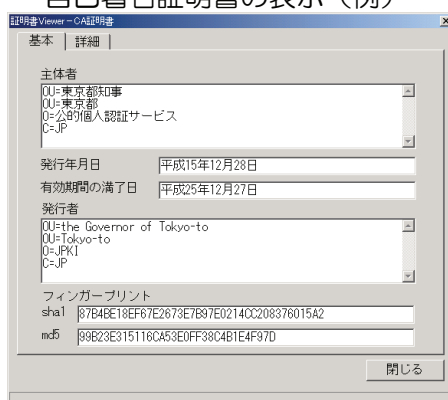 自己署名証明書の表示（例）
証明書Viewer－CA証明書
基本
詳細
主体者
OU=東京都知事
OU=東京都
O=公的個人認証サービス
C=JP
発行年月日
平成15年12月28日
有効期間の満了日
平成25年12月27日
発行者
OU=the Governor of Tokyo-to
OU=Tokyo-to
O=JPKI
C=JP
フィンガープリント
sha1
87B4BE18EF67E2673E7B97E0214CC208376015A2
md5
99B23E315116CA53E0FF38C4B1E4F97D
閉じる